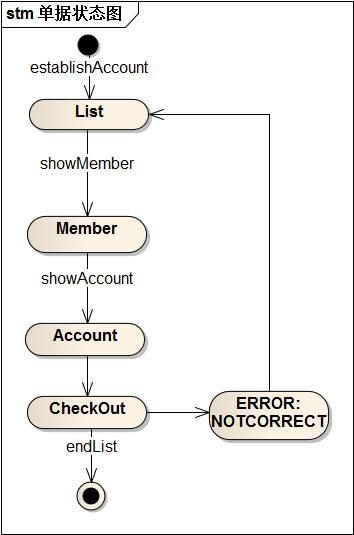 stm 单据状态图
establishAccount
List
showMember
Member
showAccount
Account
CheckOut
ERROR:
NOTCORRECT
endList